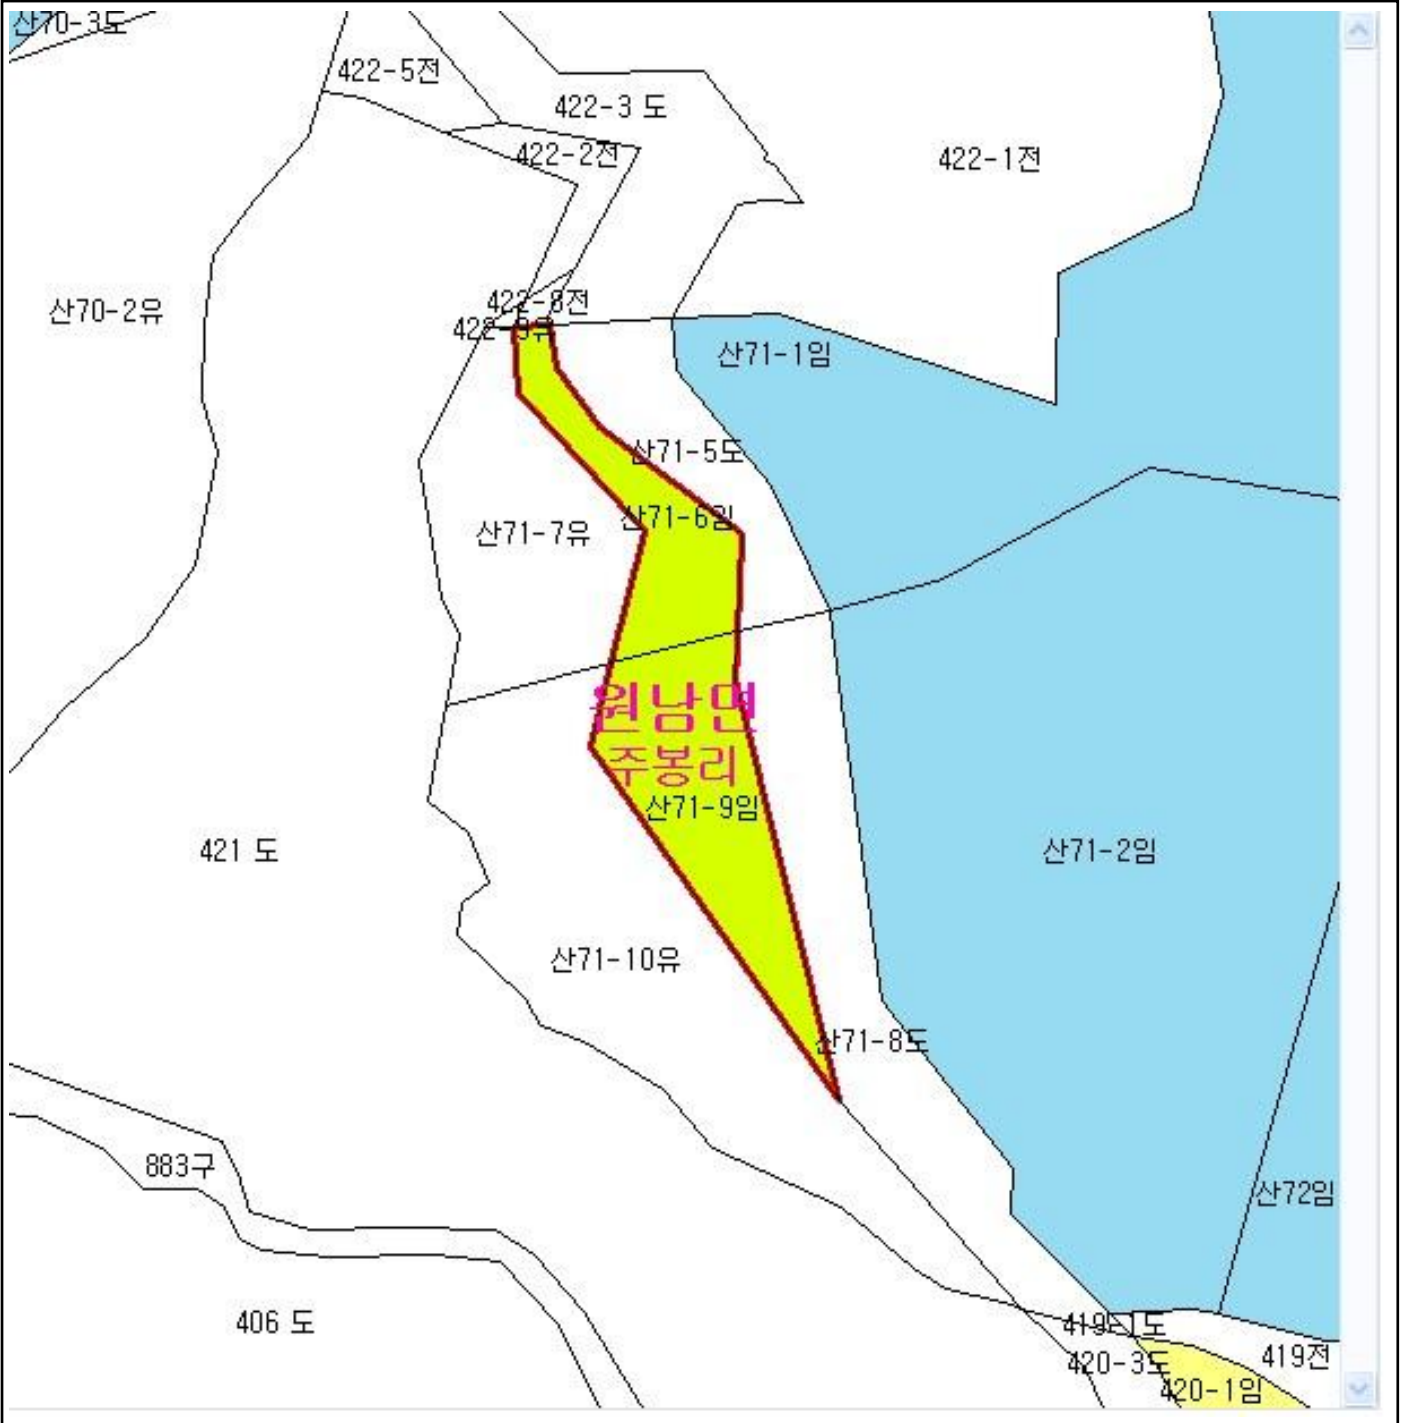 산70-3도
422-5전
422-3 도
422-2전
422-1전
422-8전
산70-2유
422-9유
산71-1임
산71-5도
산71-6임
산71-7유
원남면
주봉리
산71-9임
421 도
산71-2임
산71-10유
산71-8도
883구
산72임
406 도
419-1도
419전
420-3도
420-1임